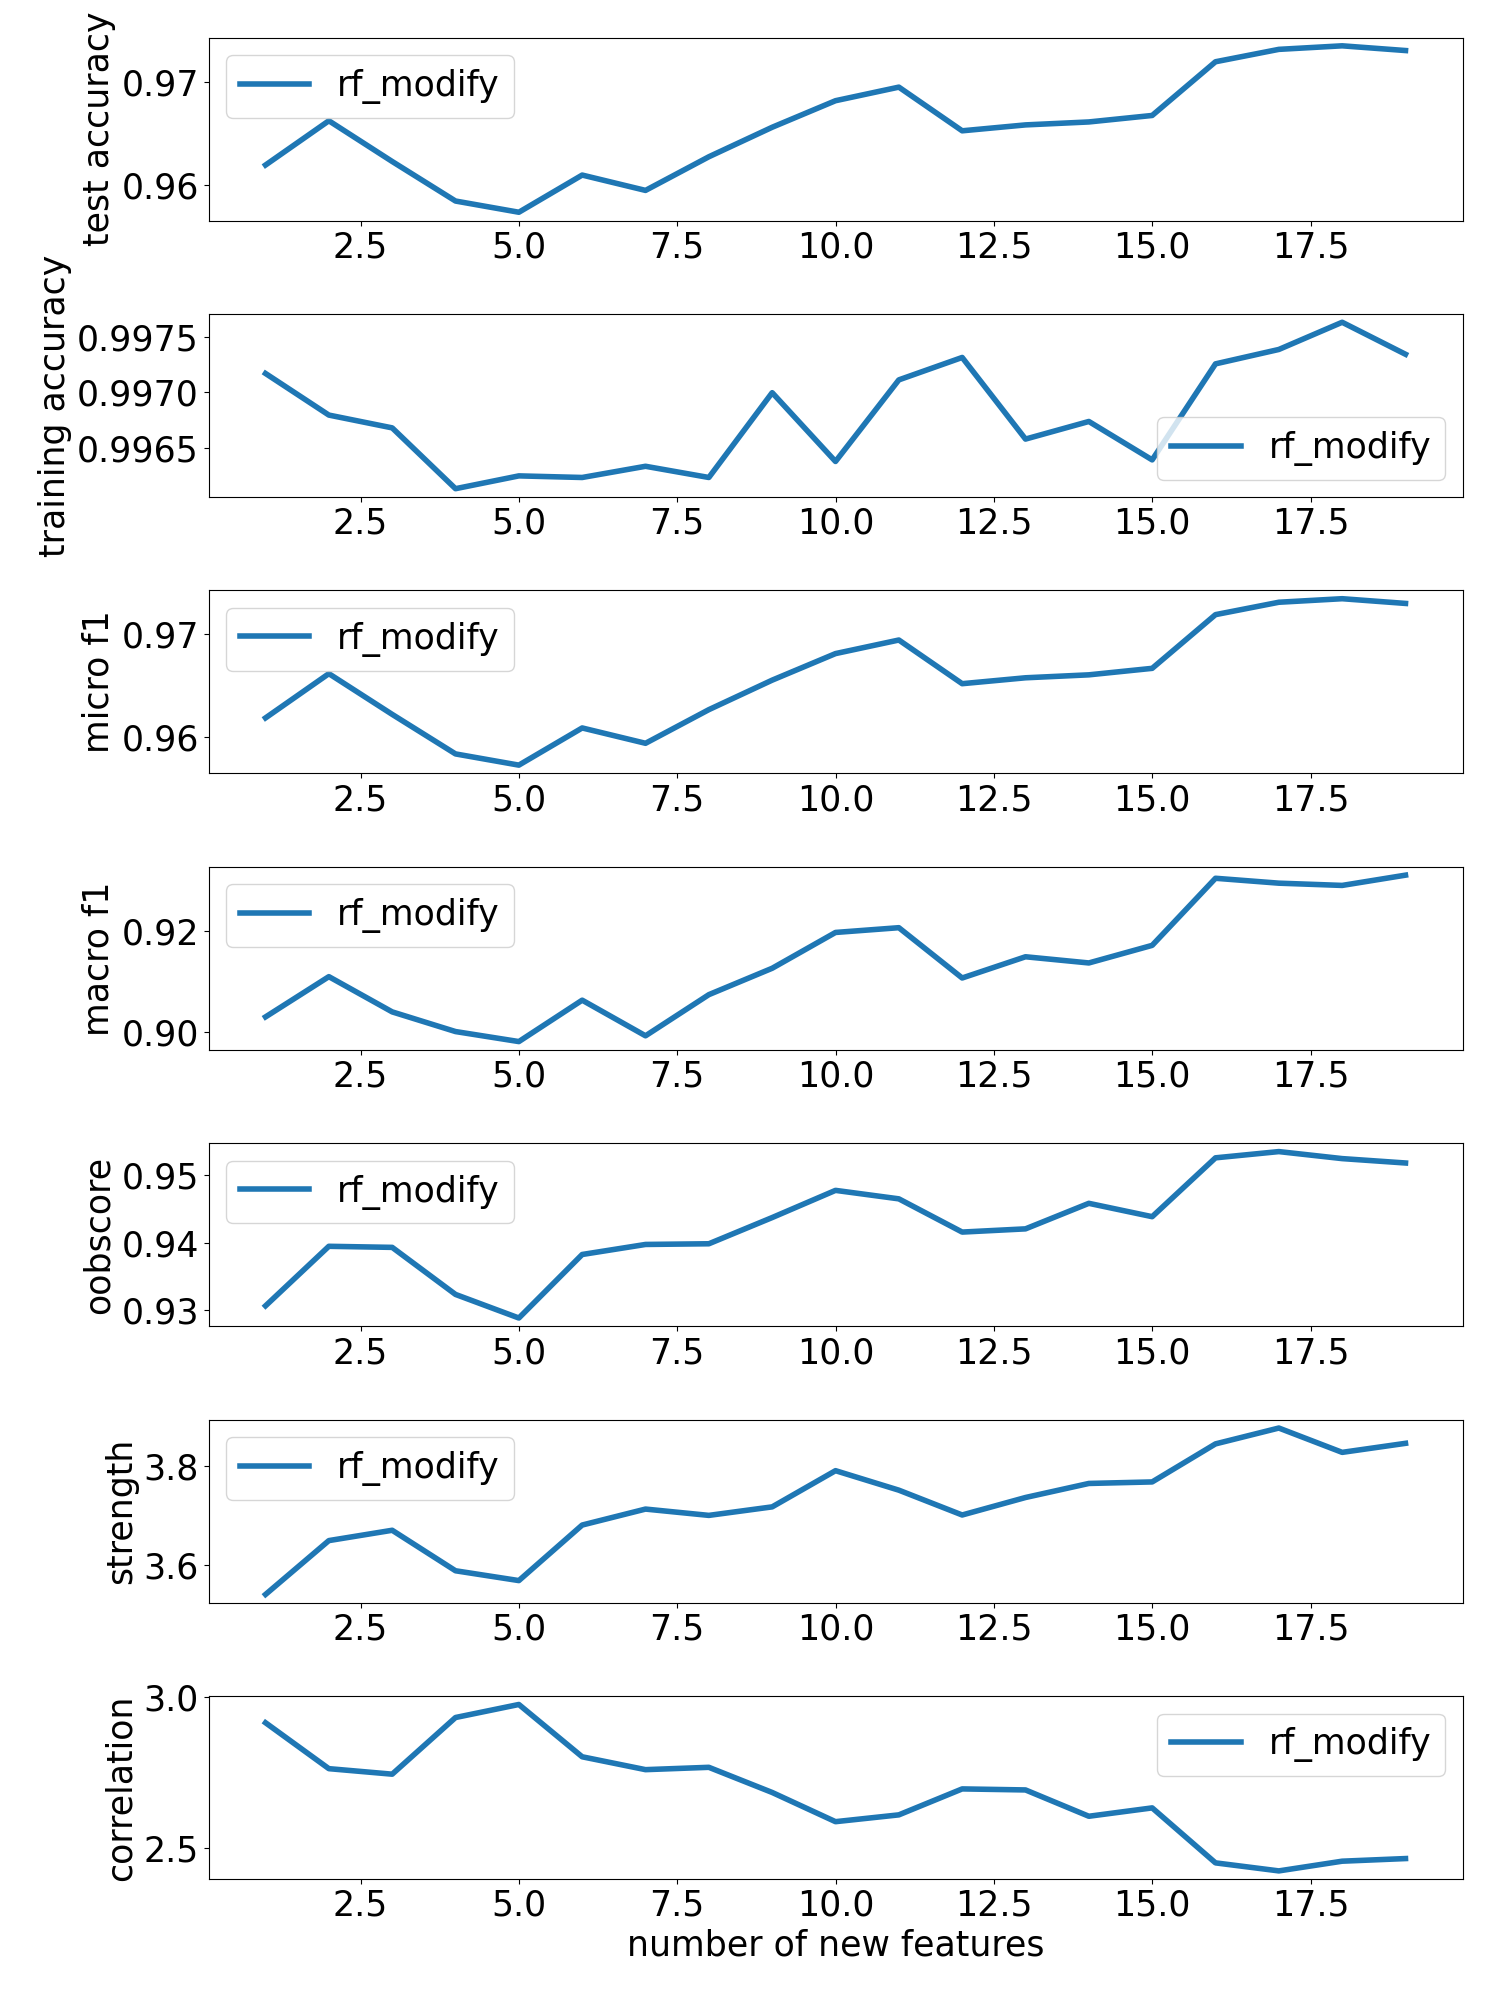 test accuracy
0.97
0.96
rf_modify
2.5 5.0 7.5 10.0 12.5 15.0 17.5
training accuracy
0.9975
0.9970
0.9965
rf_modify
2.5 5.0 7.5 10.0 12.5 15.0 17.5
micro f1
0.97
0.96
rf_modify
2.5 5.0 7.5 10.0 12.5 15.0 17.5
macro f1
0.92
0.90
rf_modify
2.5 5.0 7.5 10.0 12.5 15.0 17.5
oobscore
0.95
0.94
0.93
rf_modify
2.5 5.0 7.5 10.0 12.5 15.0 17.5
strength
3.8
3.6
rf_modify
2.5 5.0 7.5 10.0 12.5 15.0 17.5
correlation
3.0
2.5
rf_modify
2.5 5.0 7.5 10.0 12.5 15.0 17.5
number of new features